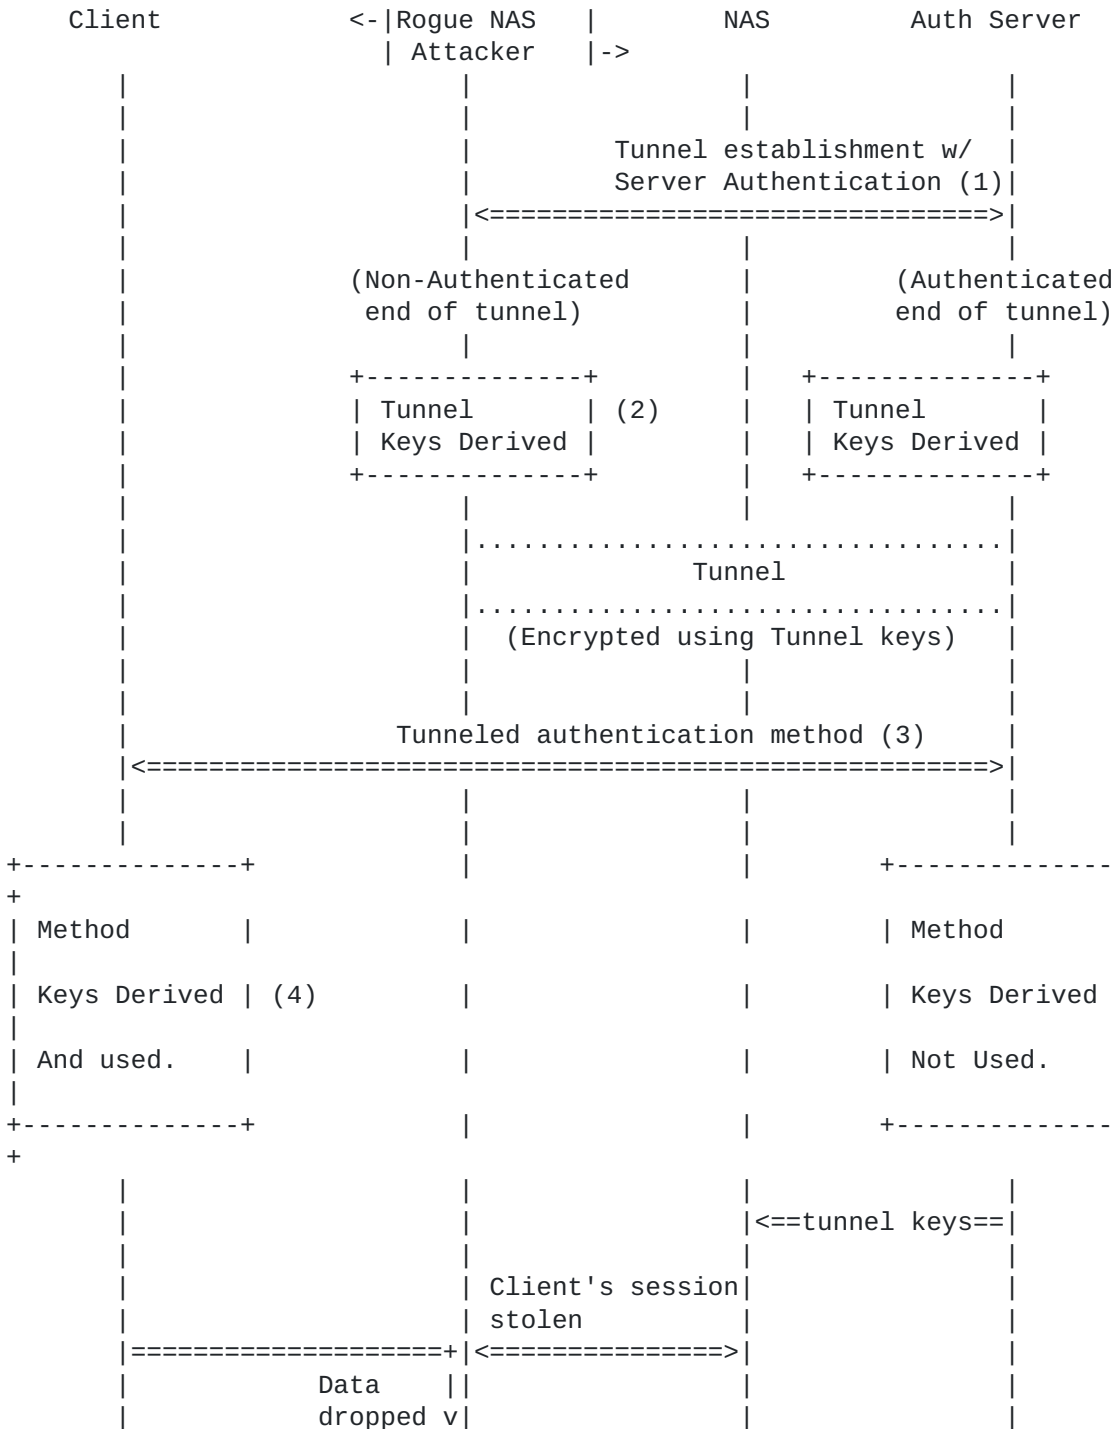 Client <-|Rogue NAS | NAS Auth Server
| Attacker |->
| | | |
| | | |
| | Tunnel establishment w/ |
| | Server Authentication (1)|
| |<================================>|
| | | |
| (Non-Authenticated | (Authenticated
| end of tunnel) | end of tunnel)
| | | |
| +--------------+ | +--------------+
| | Tunnel | (2) | | Tunnel |
| | Keys Derived | | | Keys Derived |
| +--------------+ | +--------------+
| | | |
| |..................................|
| | Tunnel |
| |..................................|
| | (Encrypted using Tunnel keys) |
| | | |
| | | |
| Tunneled authentication method (3) |
|<======================================================>|
| | | |
| | | |
+--------------+ | | +--------------
+
| Method | | | | Method
|
| Keys Derived | (4) | | | Keys Derived
|
| And used. | | | | Not Used.
|
+--------------+ | | +--------------
+
| | | |
| | |<==tunnel keys==|
| | | |
| | Client's session| |
| | stolen | |
|====================+|<===============>| |
| Data || | |
| dropped v| | |